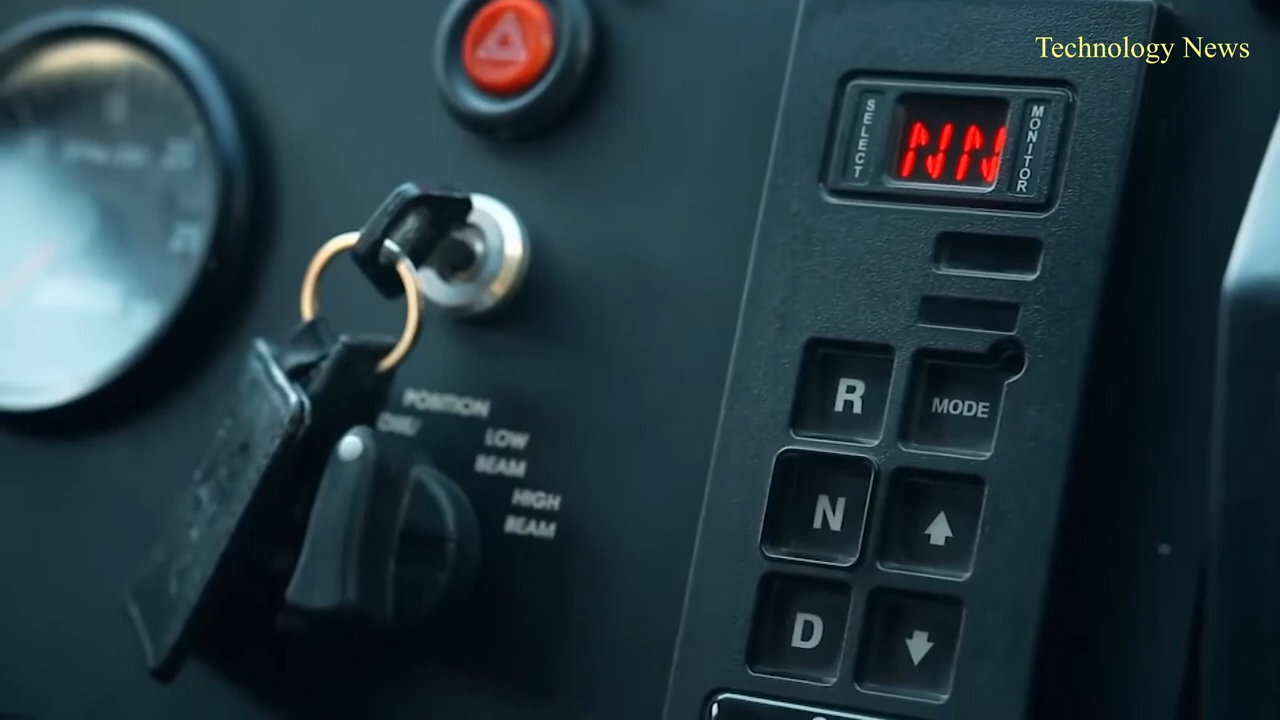 Technology News
SELECT
NN
MONITOR
R
MODE
N
D
POSITION
LOW
BEAM
HIGH
BEAM